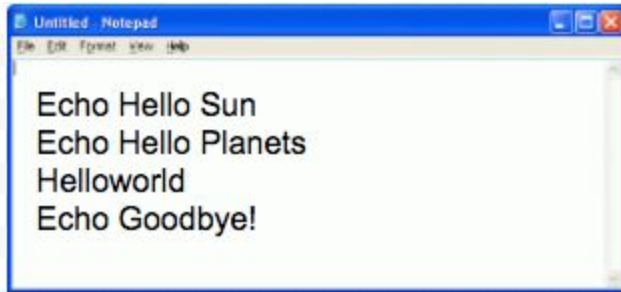 Untitled - Notepad
File Edit Format View Help
Echo Hello Sun
Echo Hello Planets
Helloworld
Echo Goodbye!